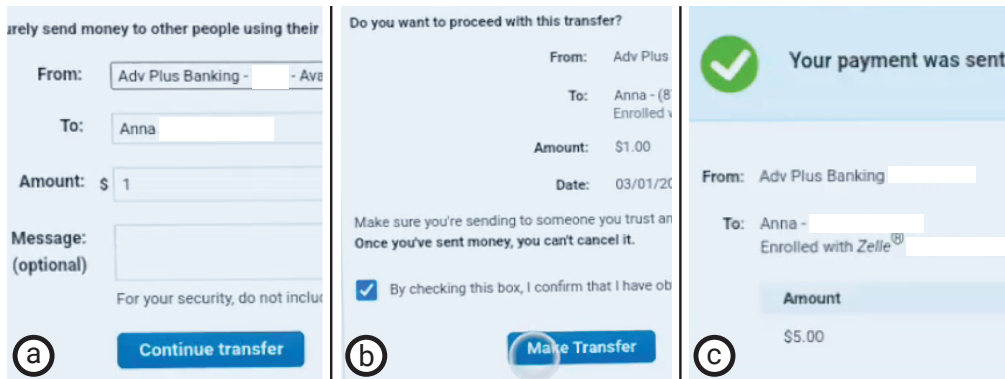 urely send money to other people using their
From: Adv Plus Banking - - Ava
To: Anna
Amount: $ 1
Message:
(optional)
For your security, do not inclu
Continue transfer
a
Do you want to proceed with this transfer?
From: Adv Plus
To: Anna - (8
Enrolled
Amount: $1.00
Date: 03/01/20
Make sure you're sending to someone you trust an
Once you've sent money, you can't cancel it.
By checking this box, I confirm that I have ob
Make Transfer
b
Your payment was sent
From: Adv Plus Banking
To: Anna -
Enrolled with Zelle®
Amount
$5.00
c